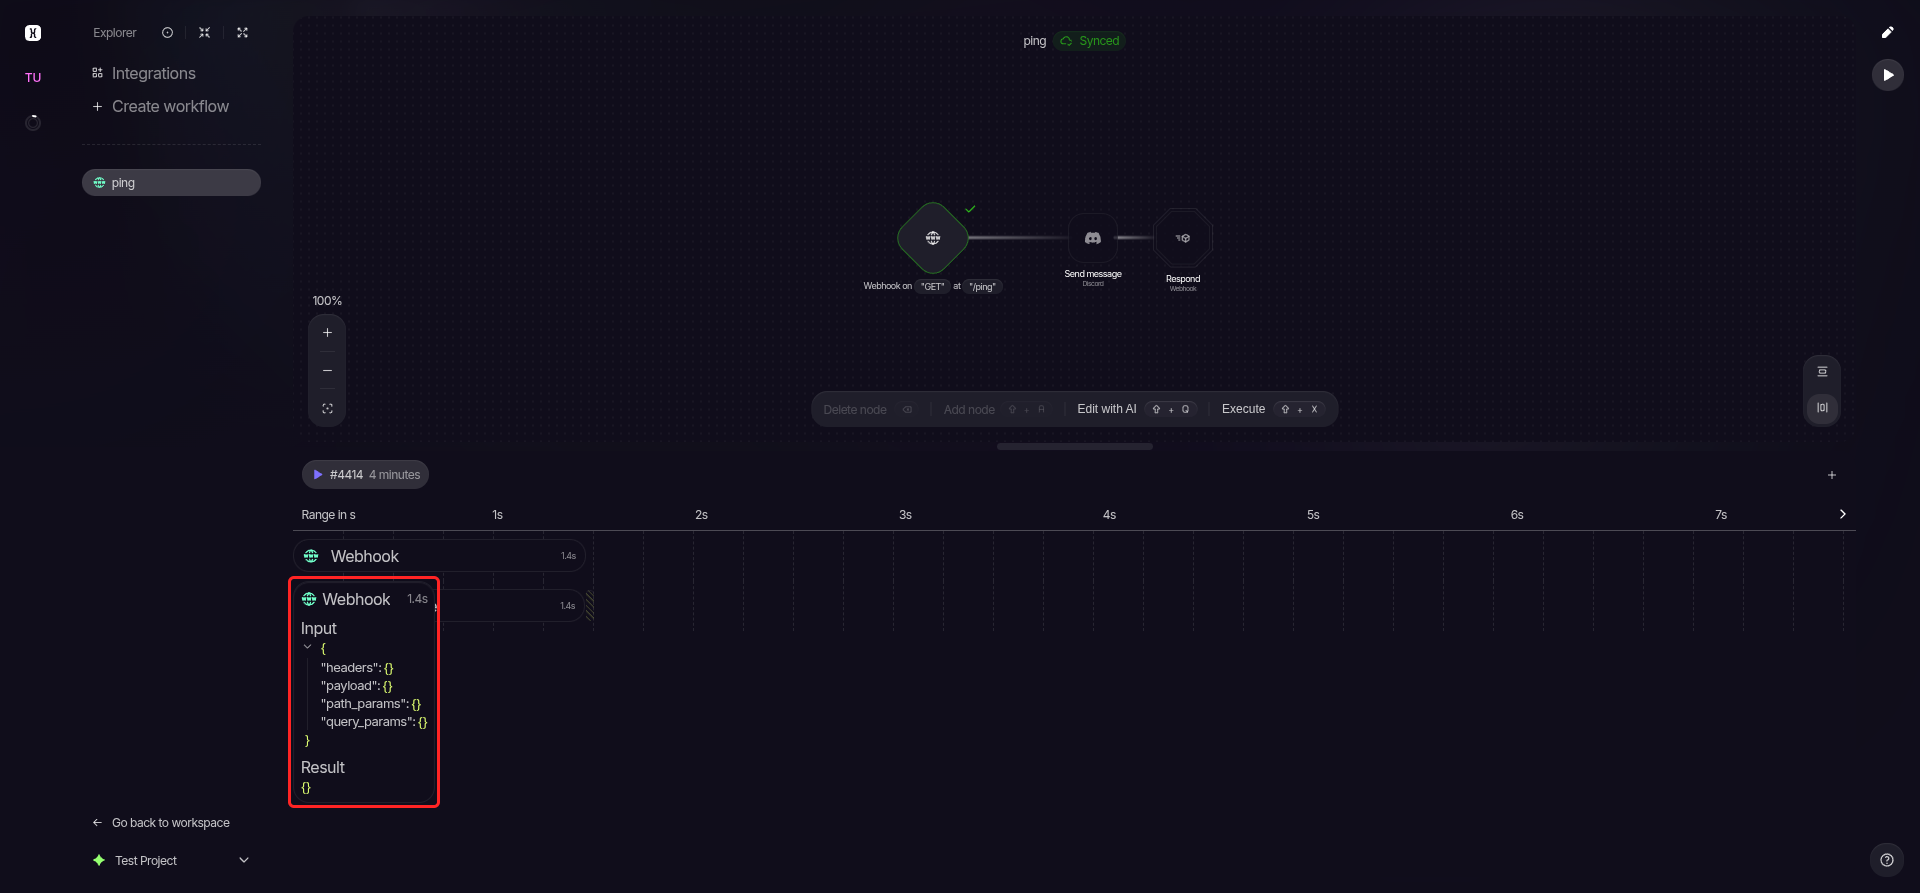 Explorer
TU
Integrations
Create workflow
ping
Go back to workspace
Test Project
ping Synced
Webhook on "GET" at "/ping"
Send message
Discord
Respond
Webhook
100%
Delete node
Add node + A
Edit with AI + Q
Execute + X
#4414 4 minutes
Range in s 1s 2s 3s 4s 5s 6s 7s
Webhook 1.4s
1.4s
Webhook 1.4s
Input
{
"headers": {}
"payload": {}
"path_params": {}
"query_params": {}
}
Result
{}